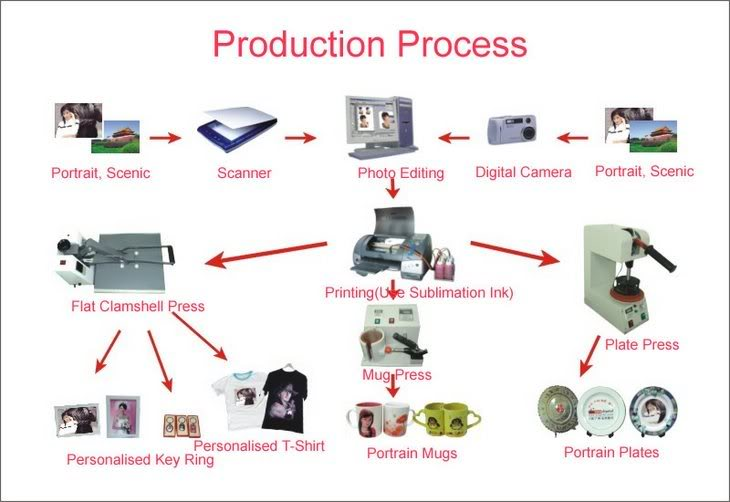 Production Process
Portrait, Scenic
Scanner
Photo Editing
Digital Camera
Portrait, Scenic
Flat Clamshell Press
Printing(Use Sublimation Ink)
Plate Press
Mug Press
Personalised Key Ring
Personalised T-Shirt
Portrain Mugs
Portrain Plates